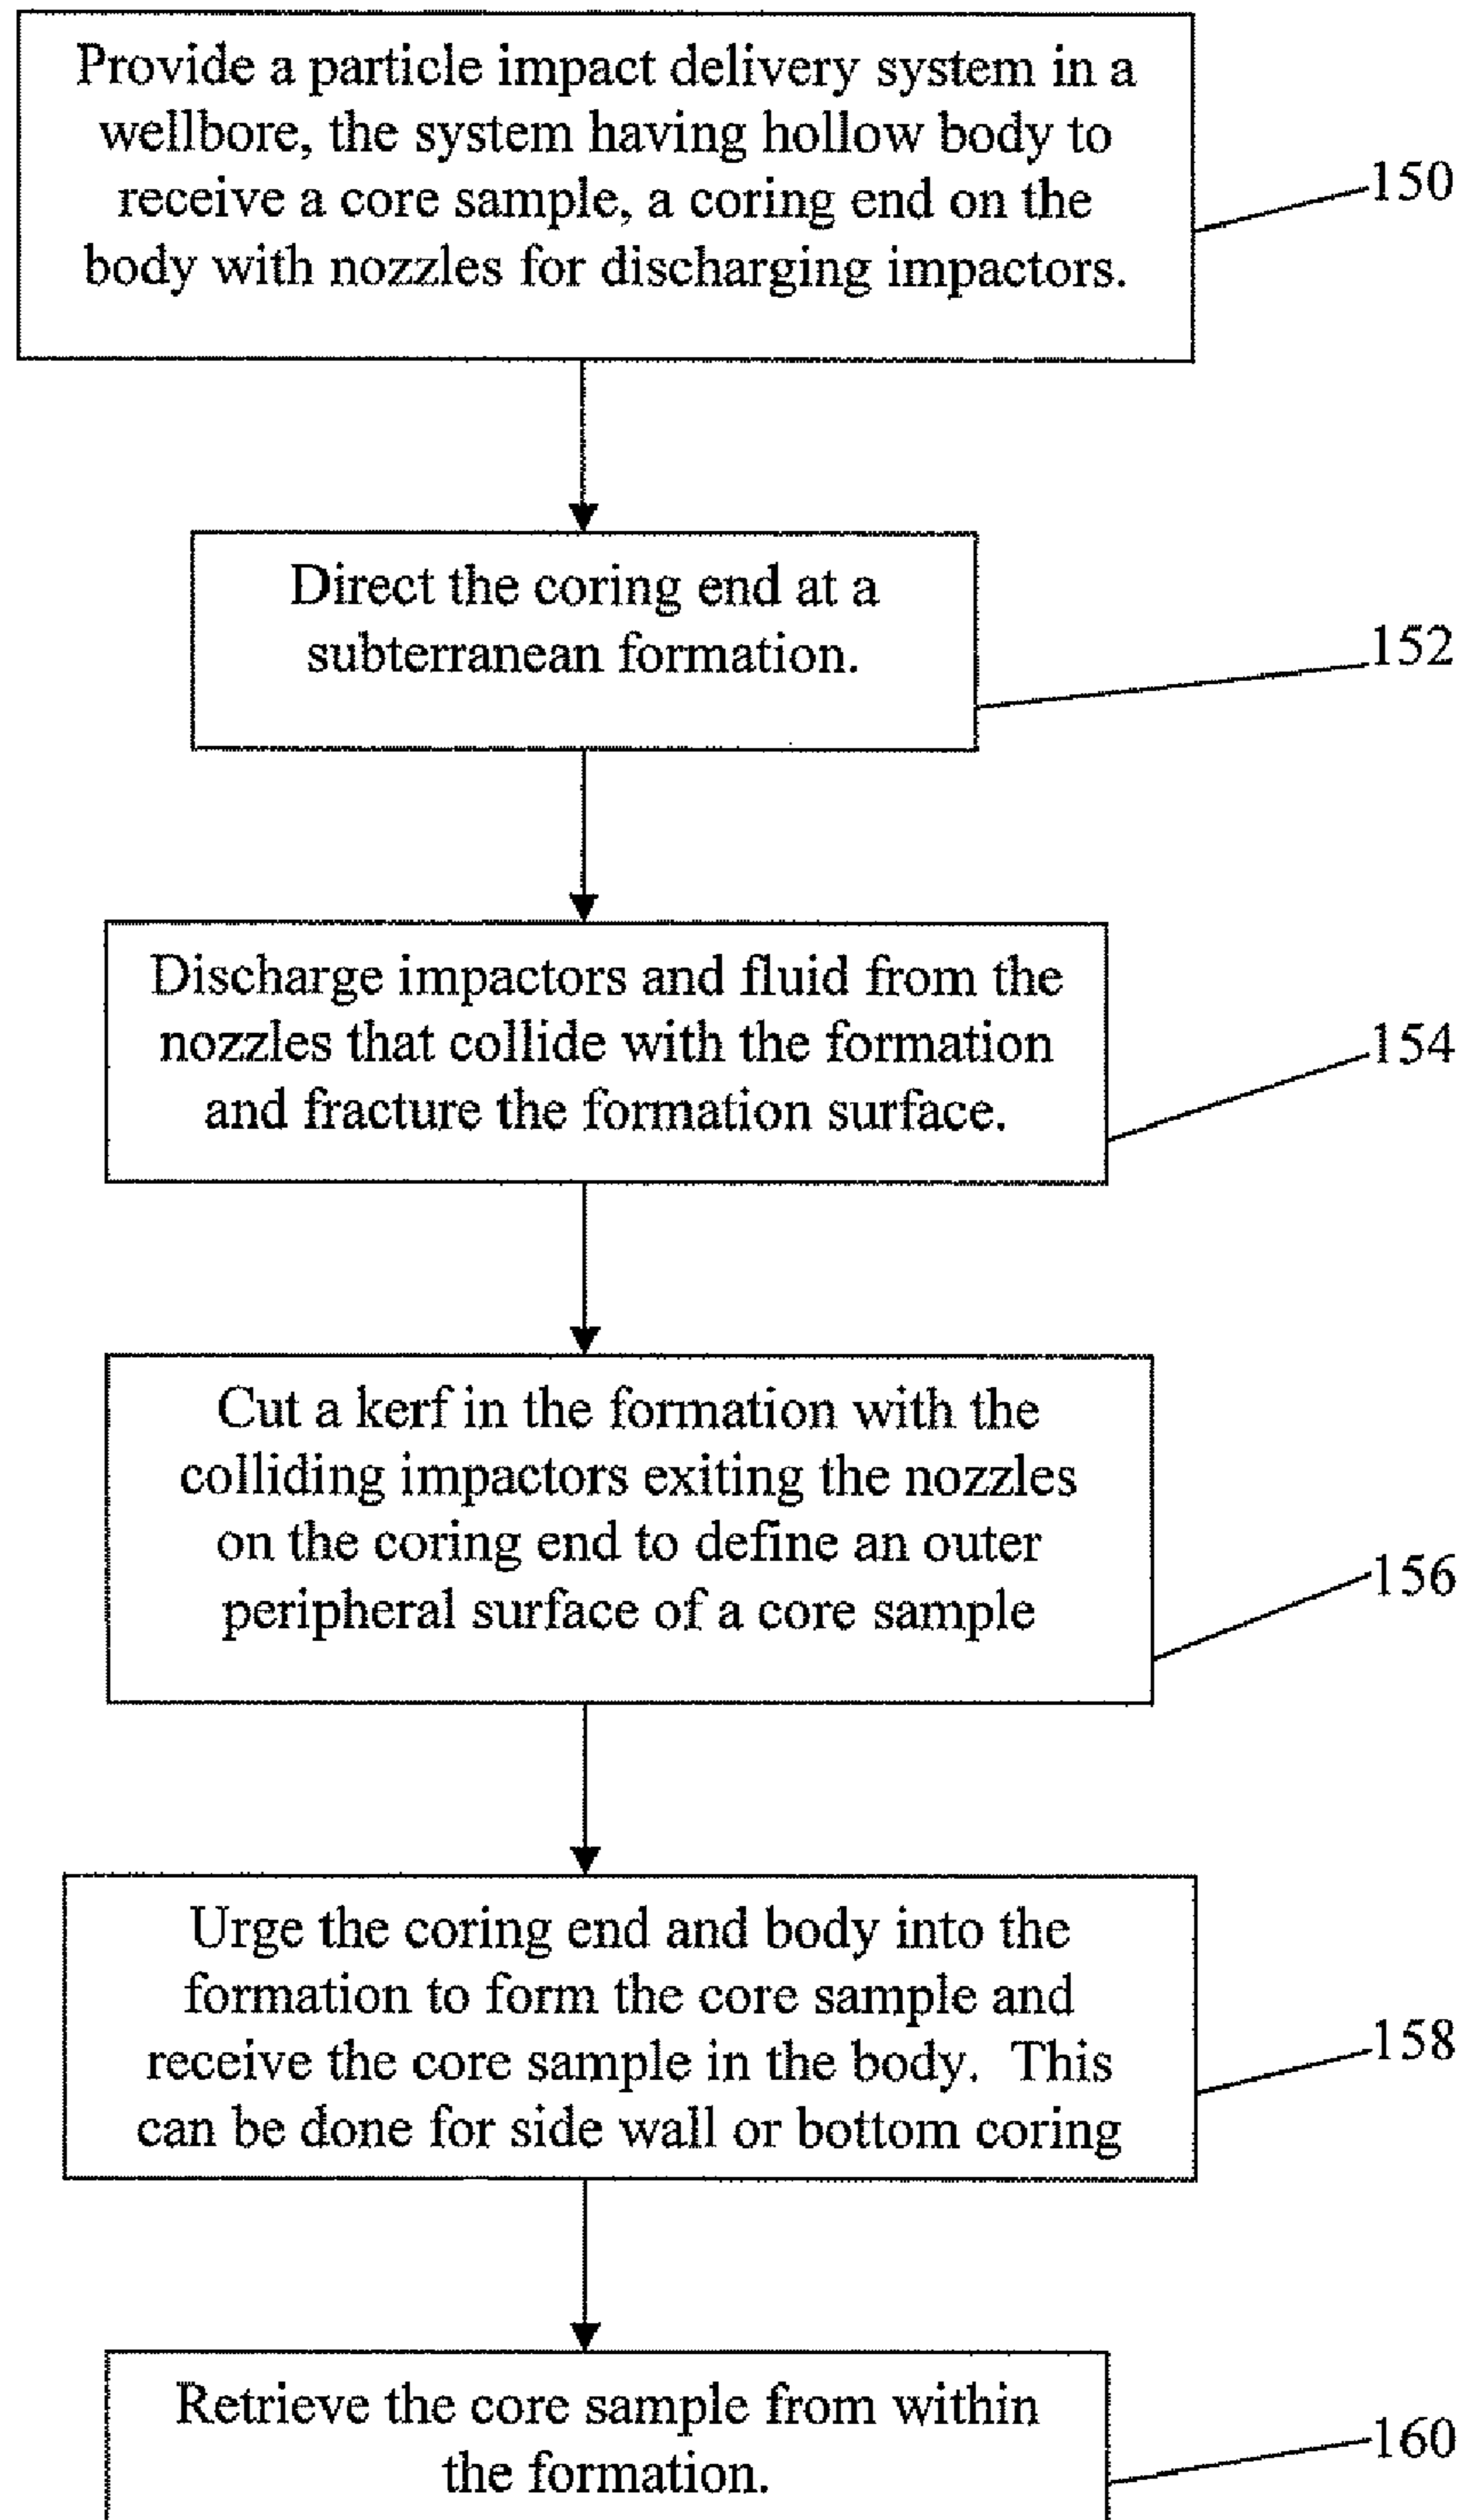 Provide a particle impact delivery system in a
wellbore, the system having hollow body to
receive a core sample, a coring end on the
body with nozzles for discharging impactors.
150
Direct the coring end at a
subterranean formation.
152
Discharge impactors and fluid from the
nozzles that collide with the formation
and fracture the formation surface.
154
Cut a kerf in the formation with the
colliding impactors exiting the nozzles
on the coring end to define an outer
peripheral surface of a core sample
156
Urge the coring end and body into the
formation to form the core sample and
receive the core sample in the body. This
can be done for side wall or bottom coring
158
Retrieve the core sample from within
the formation.
160